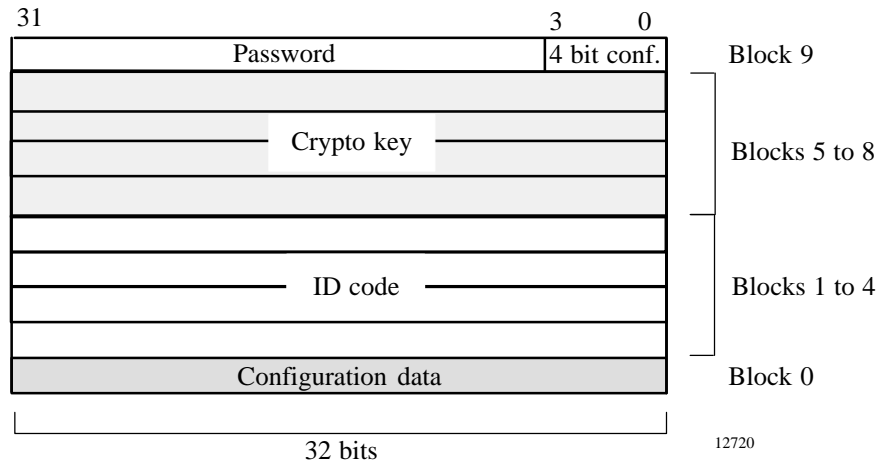 31 3 0
Password 4 bit conf. Block 9
Crypto key Blocks 5 to 8
ID code Blocks 1 to 4
Configuration data Block 0
32 bits 12720